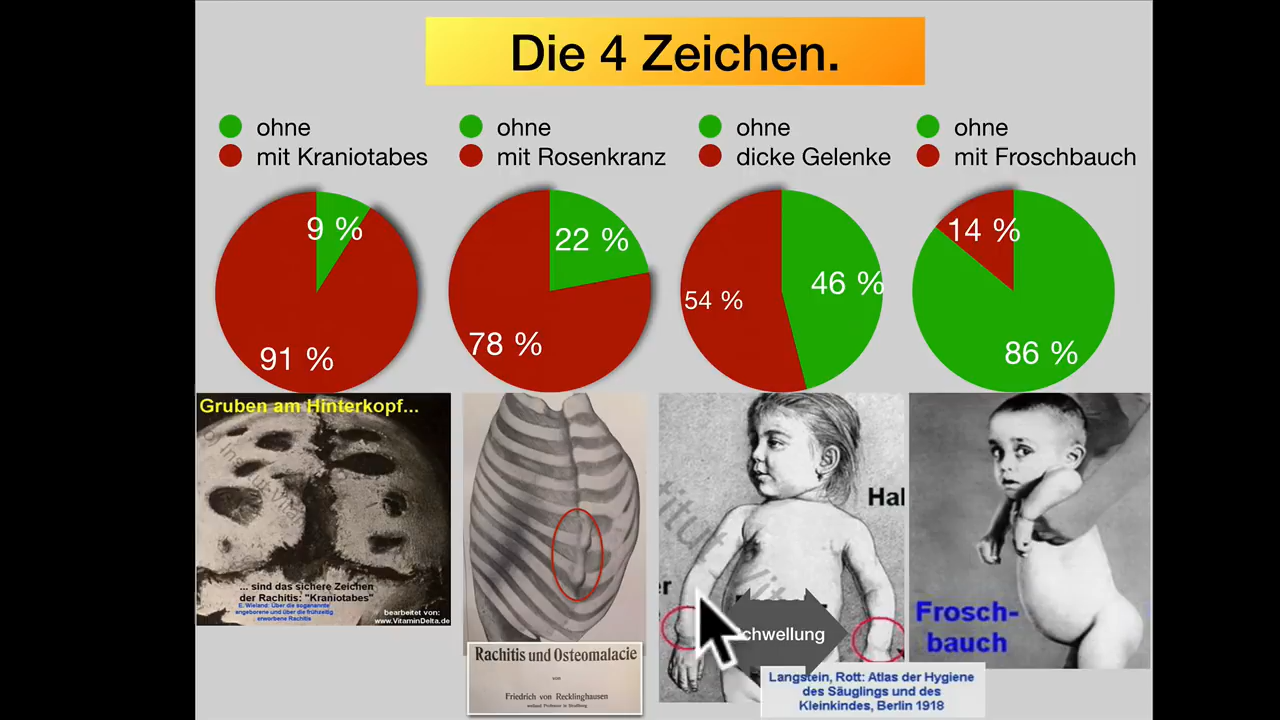 Die 4 Zeichen.
ohne
mit Kraniotabes
ohne
mit Rosenkranz
ohne
dicke Gelenke
ohne
mit Froschbauch
9 %
91 %
22 %
78 %
46 %
54 %
14 %
86 %
Gruben am Hinterkopf...
... sind das sichere Zeichen
der Rachitis: "Kraniotabes"
E. Wieland: Über die sogenannte
angeborene und über die frühzeitig
erworbene Rachitis
bearbeitet von:
www.VitaminDelta.de
Rachitis und Osteomalacie
von
Friedrich von Recklinghausen
Hal
er
chwellung
Langstein, Rott: Atlas der Hygiene
des Säuglings und des
Kleinkindes, Berlin 1918
Frosch-
bauch